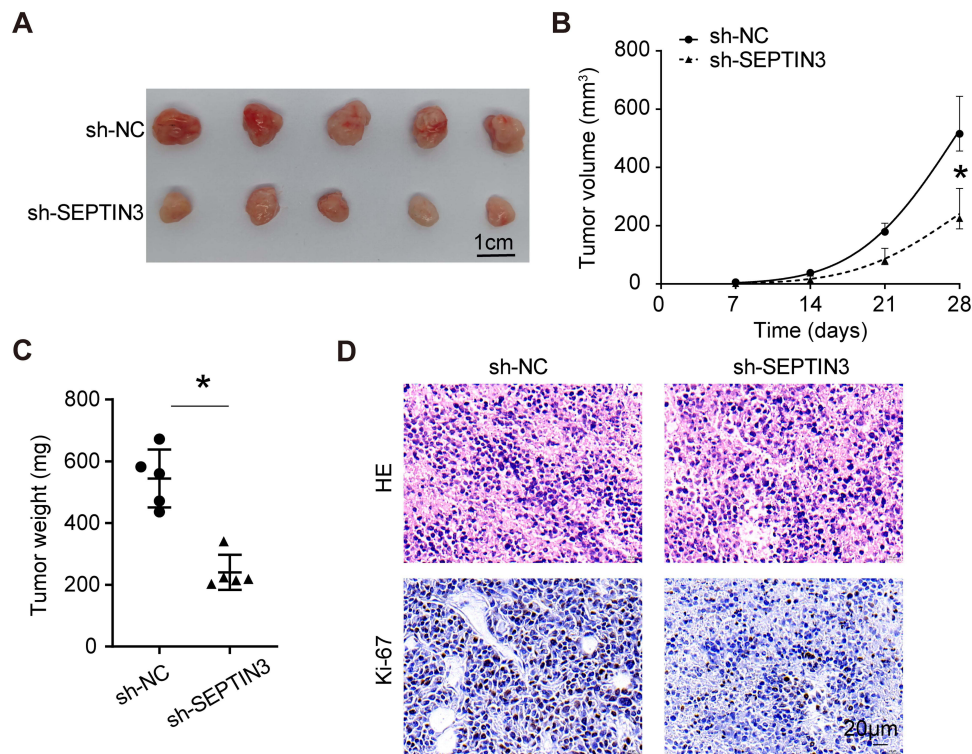 A
sh-NC
sh-SEPTIN3
1cm
B
sh-NC
sh-SEPTIN3
Tumor volume (mm³)
800
600
400
200
0
0 7 14 21 28
Time (days)
*
C
*
Tumor weight (mg)
800
600
400
200
0
sh-NC
sh-SEPTIN3
D
sh-NC sh-SEPTIN3
HE
Ki-67
20μm